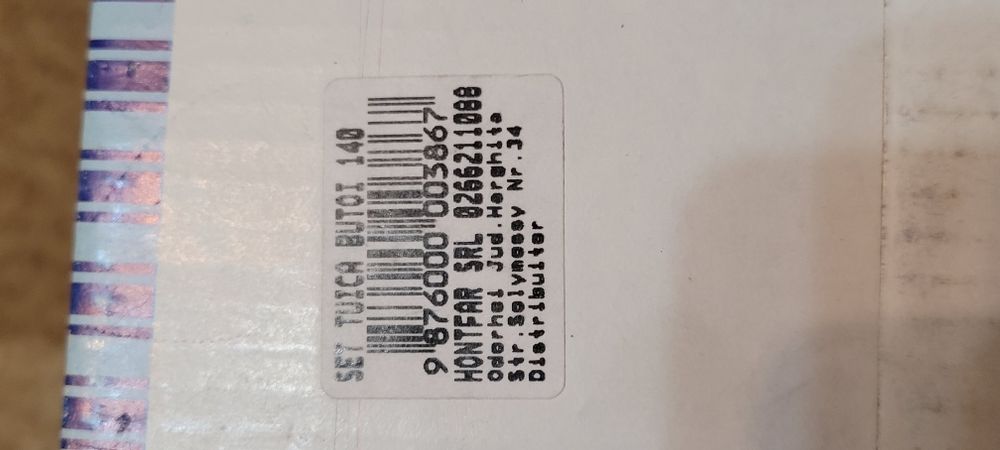 SET TUICA BUTOI 140
9 876000 003867
HONTFAR SRL 0266211088
Odorhei Jud.Harghita
Str.Solymossy Nr.34
Distribuitor